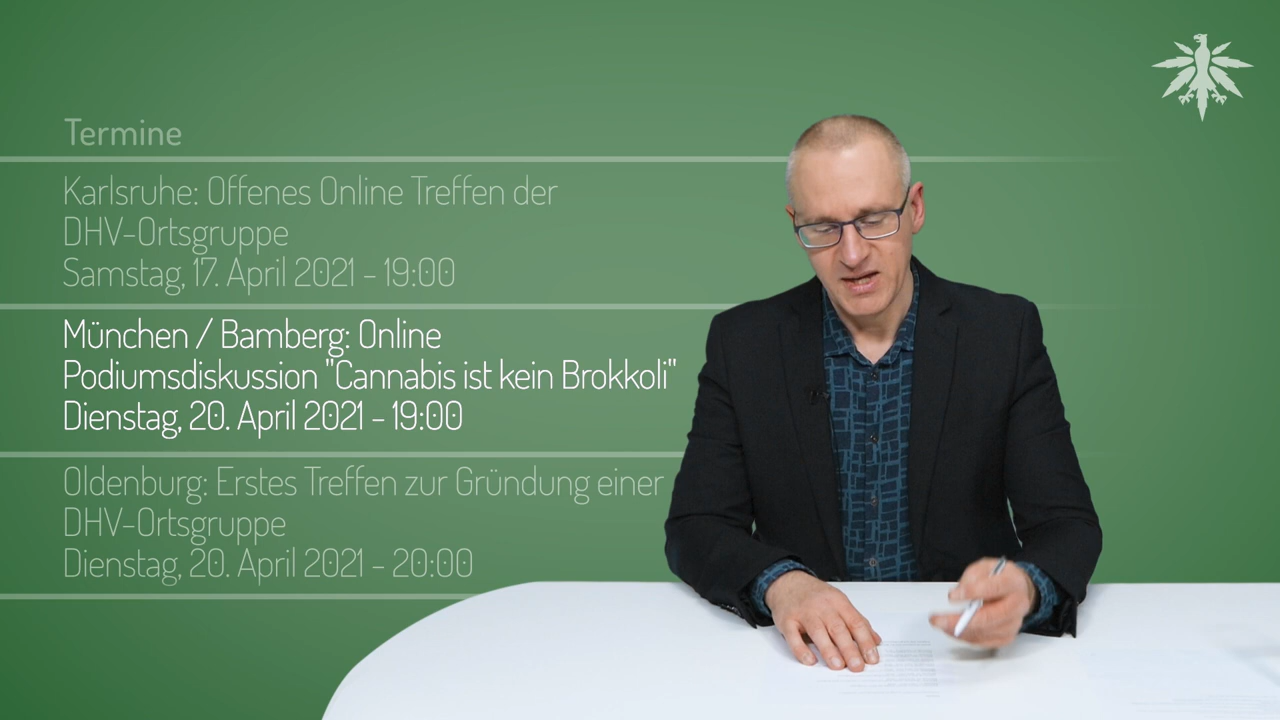 Termine
Karlsruhe: Offenes Online Treffen der
DHV-Ortsgruppe
Samstag, 17. April 2021 - 19:00
München / Bamberg: Online
Podiumsdiskussion "Cannabis ist kein Brokkoli"
Dienstag, 20. April 2021 - 19:00
Oldenburg: Erstes Treffen zur Gründung einer
DHV-Ortsgruppe
Dienstag, 20. April 2021 - 20:00